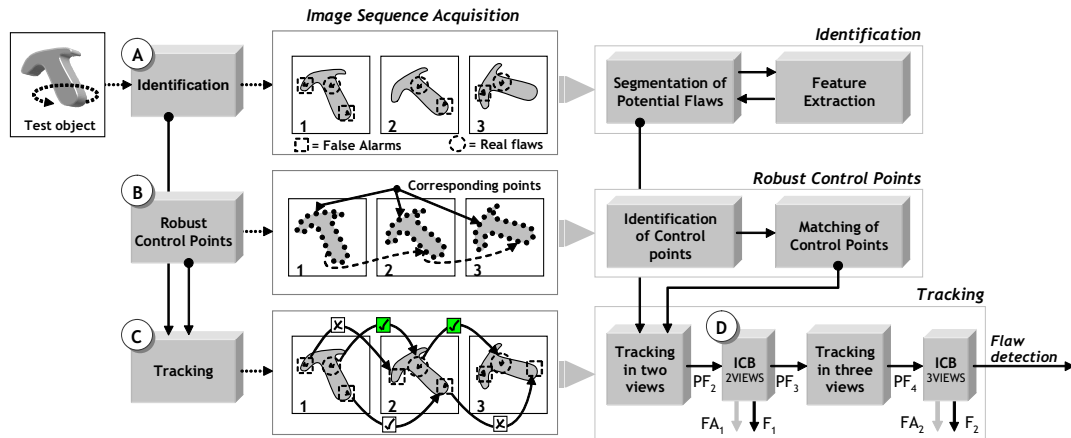 Image Sequence Acquisition
Identification
A
Identification
Test object
1
2
3
= False Alarms
= Real flaws
Segmentation of
Potential Flaws
Feature
Extraction
B
Robust
Control Points
Corresponding points
1
2
3
Robust Control Points
Identification
of Control
points
Matching of
Control Points
C
Tracking
1
2
3
Tracking
D
Tracking
in two
views
PF2
ICB
2VIEWS
PF3
Tracking
in three
views
PF4
ICB
3VIEWS
Flaw
detection
FA1
F1
FA2
F2